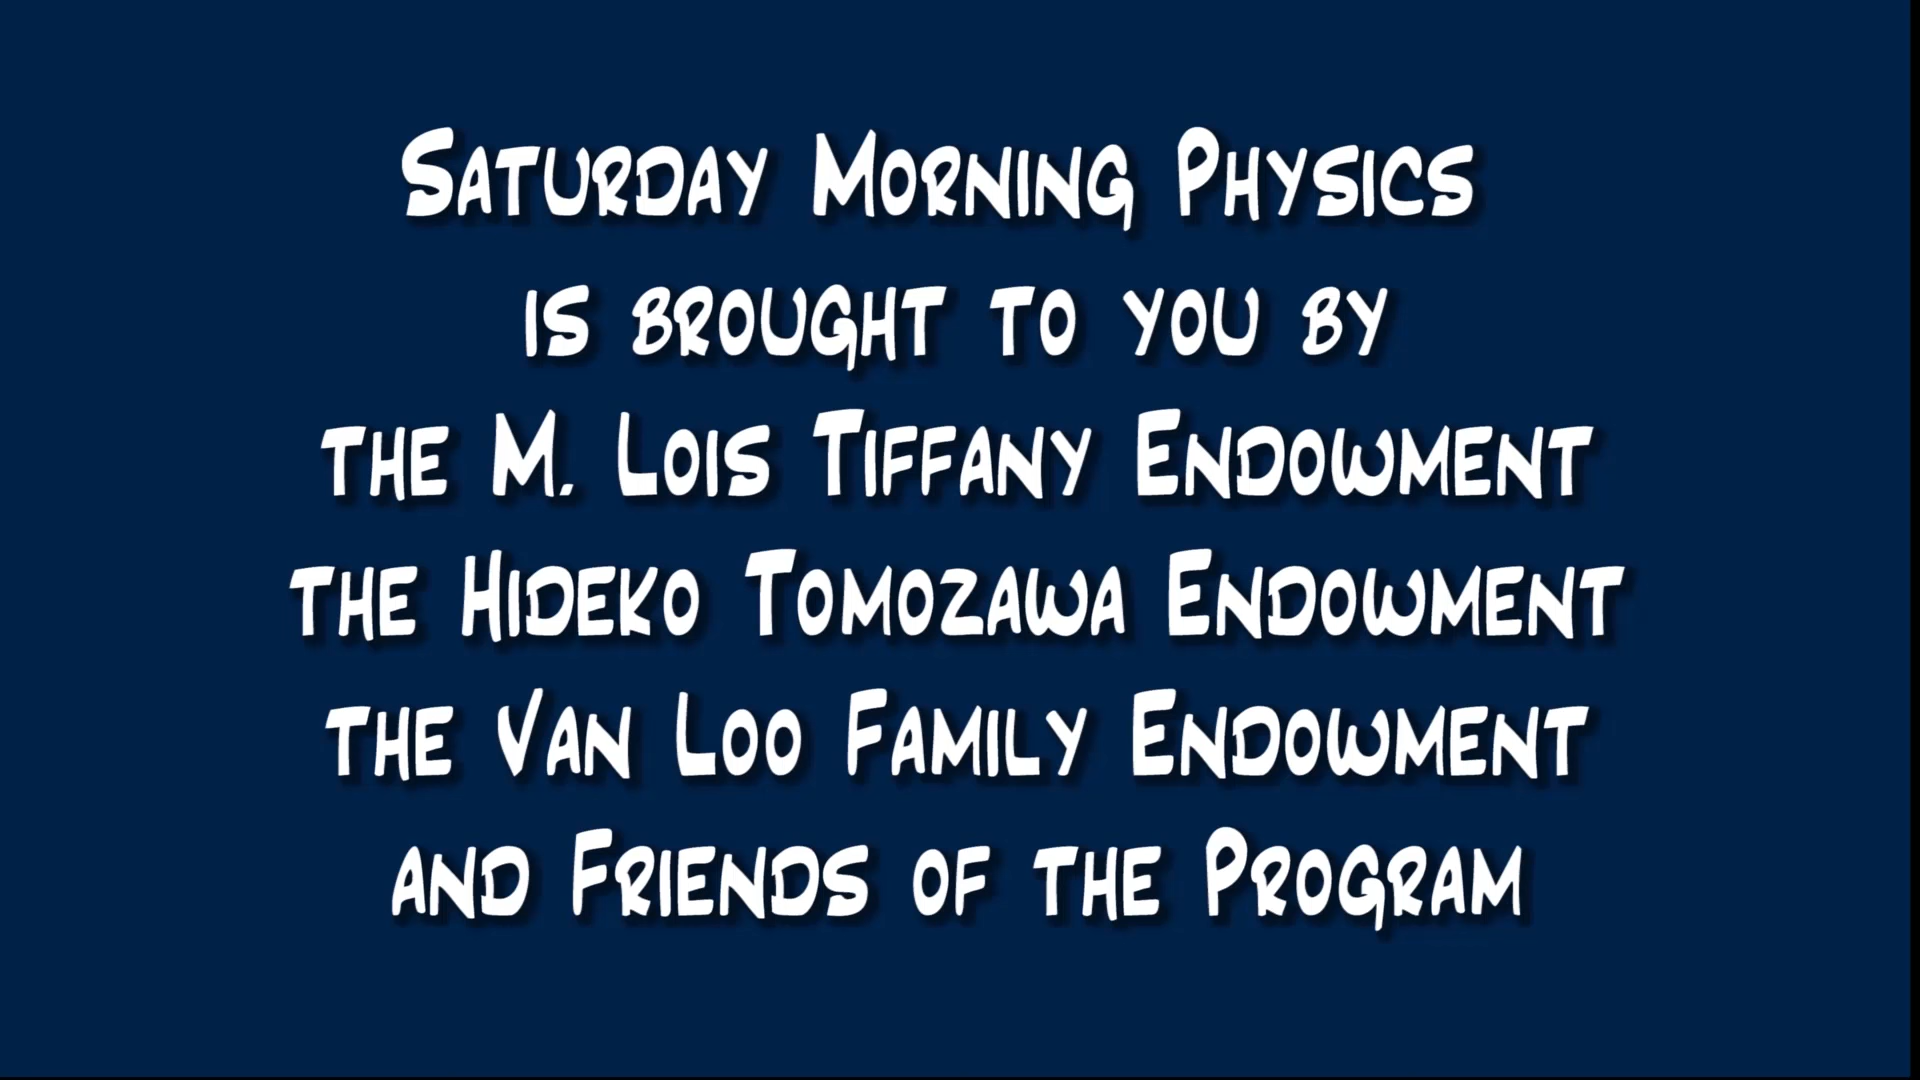 Saturday Morning Physics
is brought to you by
the M. Lois Tiffany Endowment
the Hideko Tomozawa Endowment
the Van Loo Family Endowment
and Friends of the Program